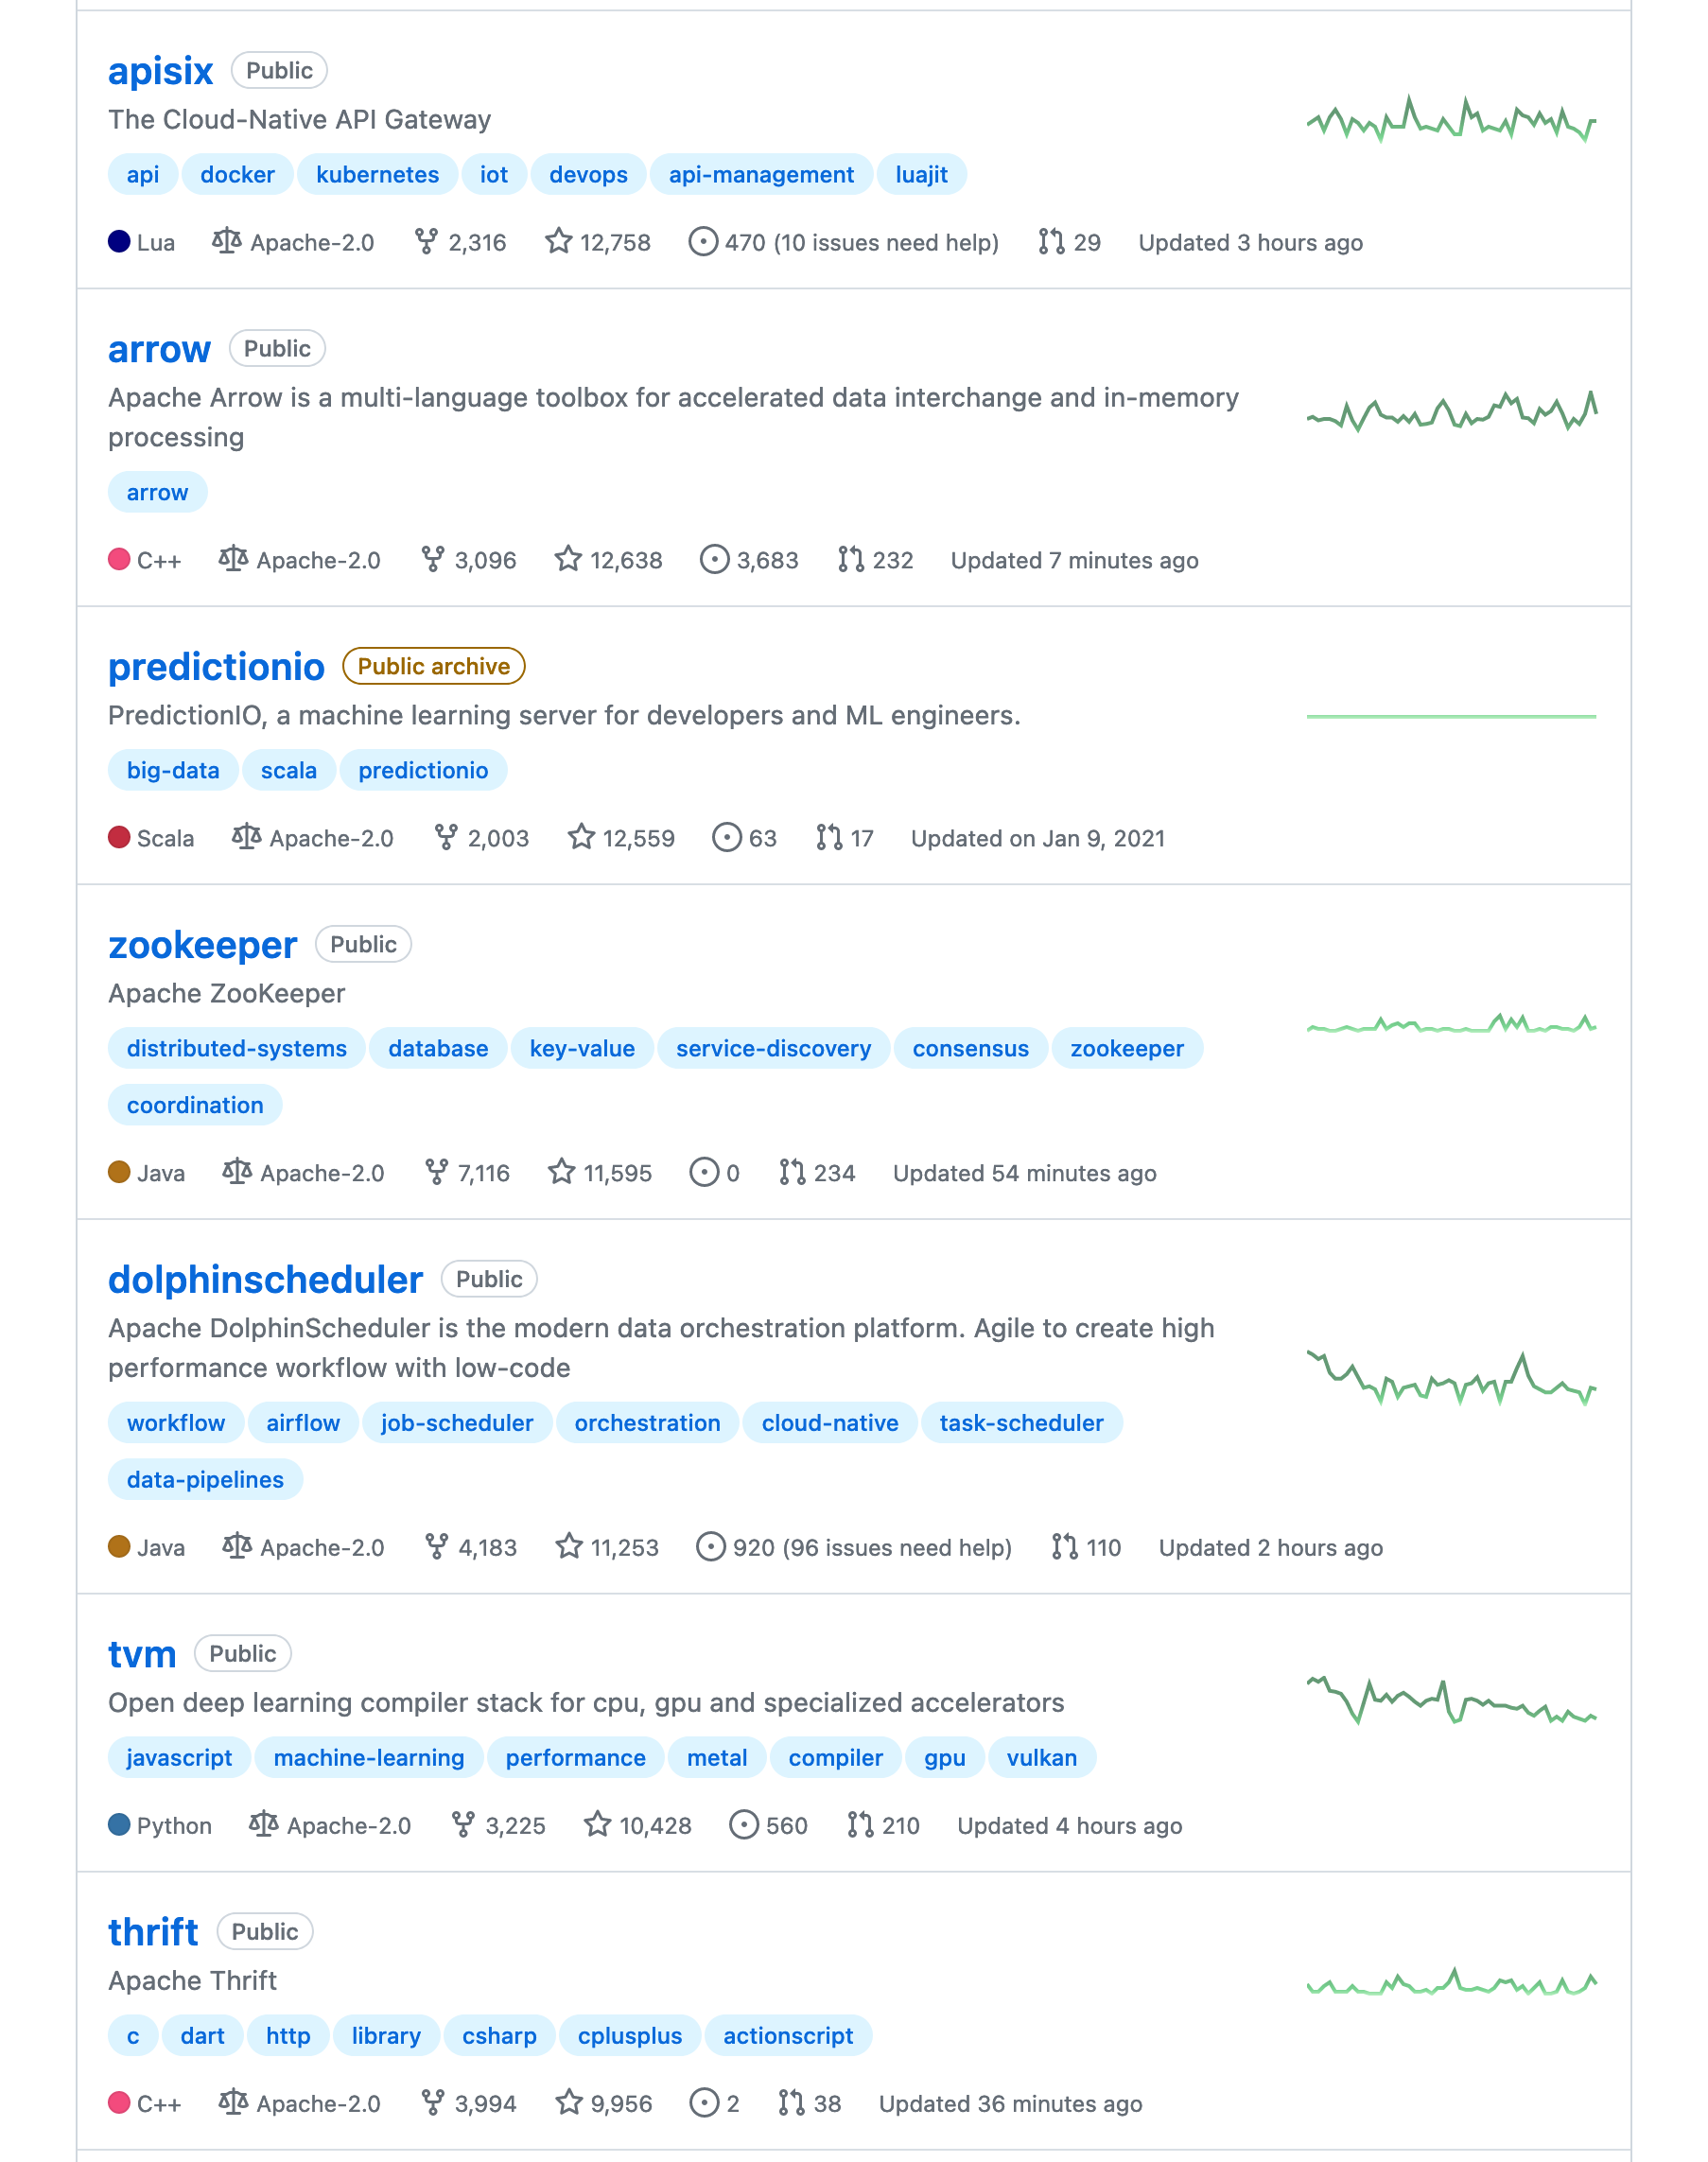 apisix Public
The Cloud-Native API Gateway
api docker kubernetes iot devops api-management luajit
Lua Apache-2.0 2,316 12,758 470 (10 issues need help) 29 Updated 3 hours ago
arrow Public
Apache Arrow is a multi-language toolbox for accelerated data interchange and in-memory
processing
arrow
C++ Apache-2.0 3,096 12,638 3,683 232 Updated 7 minutes ago
predictionio Public archive
PredictionIO, a machine learning server for developers and ML engineers.
big-data scala predictionio
Scala Apache-2.0 2,003 12,559 63 17 Updated on Jan 9, 2021
zookeeper Public
Apache ZooKeeper
distributed-systems database key-value service-discovery consensus zookeeper
coordination
Java Apache-2.0 7,116 11,595 0 234 Updated 54 minutes ago
dolphinscheduler Public
Apache DolphinScheduler is the modern data orchestration platform. Agile to create high
performance workflow with low-code
workflow airflow job-scheduler orchestration cloud-native task-scheduler
data-pipelines
Java Apache-2.0 4,183 11,253 920 (96 issues need help) 110 Updated 2 hours ago
tvm Public
Open deep learning compiler stack for cpu, gpu and specialized accelerators
javascript machine-learning performance metal compiler gpu vulkan
Python Apache-2.0 3,225 10,428 560 210 Updated 4 hours ago
thrift Public
Apache Thrift
c dart http library csharp cplusplus actionscript
C++ Apache-2.0 3,994 9,956 2 38 Updated 36 minutes ago